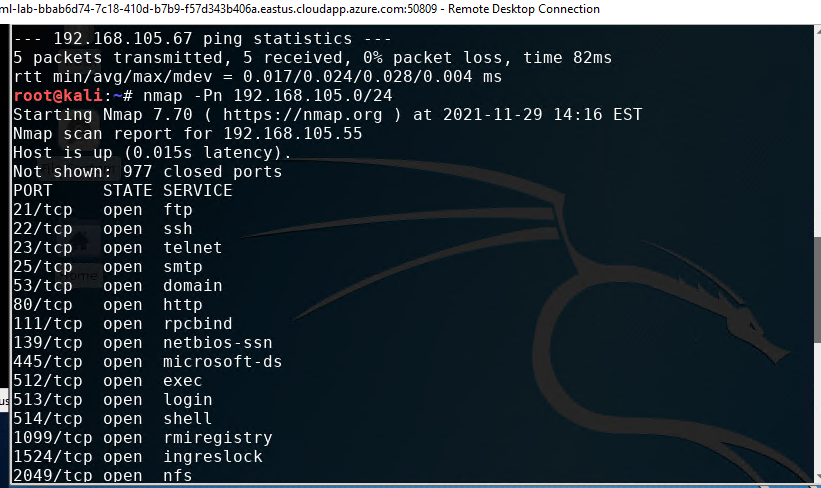 ml-lab-bbab6d74-7c18-410d-b7b9-f57d343b406a.eastus.cloudapp.azure.com:50809 - Remote Desktop Connection
--- 192.168.105.67 ping statistics ---
5 packets transmitted, 5 received, 0% packet loss, time 82ms
rtt min/avg/max/mdev = 0.017/0.024/0.028/0.004 ms
root@kali:~# nmap -Pn 192.168.105.0/24
Starting Nmap 7.70 ( https://nmap.org ) at 2021-11-29 14:16 EST
Nmap scan report for 192.168.105.55
Host is up (0.015s latency).
Not shown: 977 closed ports
PORT     STATE SERVICE
21/tcp   open  ftp
22/tcp   open  ssh
23/tcp   open  telnet
25/tcp   open  smtp
53/tcp   open  domain
80/tcp   open  http
111/tcp  open  rpcbind
139/tcp  open  netbios-ssn
445/tcp  open  microsoft-ds
512/tcp  open  exec
513/tcp  open  login
514/tcp  open  shell
1099/tcp open  rmiregistry
1524/tcp open  ingreslock
2049/tcp open  nfs